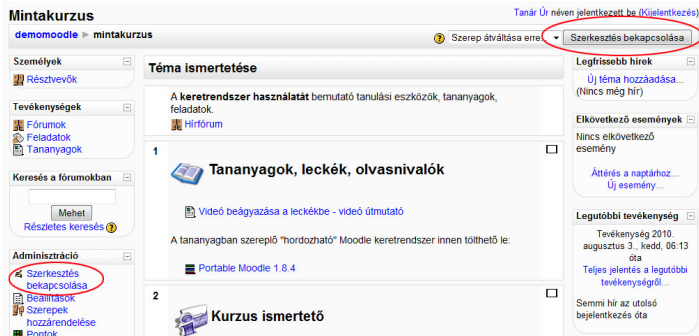 Mintakurzus
Tanár Úr néven jelentkezett be (Kijelentkezés)
demomoodle ► mintakurzus
Szerep átváltása erre...
Szerkesztés bekapcsolása
Személyek
Résztvevők
Tevékenységek
Fórumok
Feladatok
Tananyagok
Keresés a fórumokban
Mehet
Részletes keresés
Adminisztráció
Szerkesztés
bekapcsolása
Beállítások
Szerepek
hozzárendelése
Pontok
Téma ismertetése
A keretrendszer használatát bemutató tanulási eszközök, tananyagok,
feladatok.
Hírfórum
1
Tananyagok, leckék, olvasnivalók
Videó beágyazása a leckékbe - videó útmutató
A tananyagban szereplő "hordozható" Moodle keretrendszer innen tölthető le:
Portable Moodle 1.8.4
2
Kurzus ismertető
Legfrissebb hírek
Új téma hozzáadása...
(Nincs még hír)
Elkövetkező események
Nincs elkövetkező
esemény
Áttérés a naptárhoz...
Új esemény...
Legutóbbi tevékenység
Tevékenység 2010.
augusztus 3., kedd, 06:13
óta
Teljes jelentés a legutóbbi
tevékenységről...
Semmi hír az utolsó
bejelentkezés óta